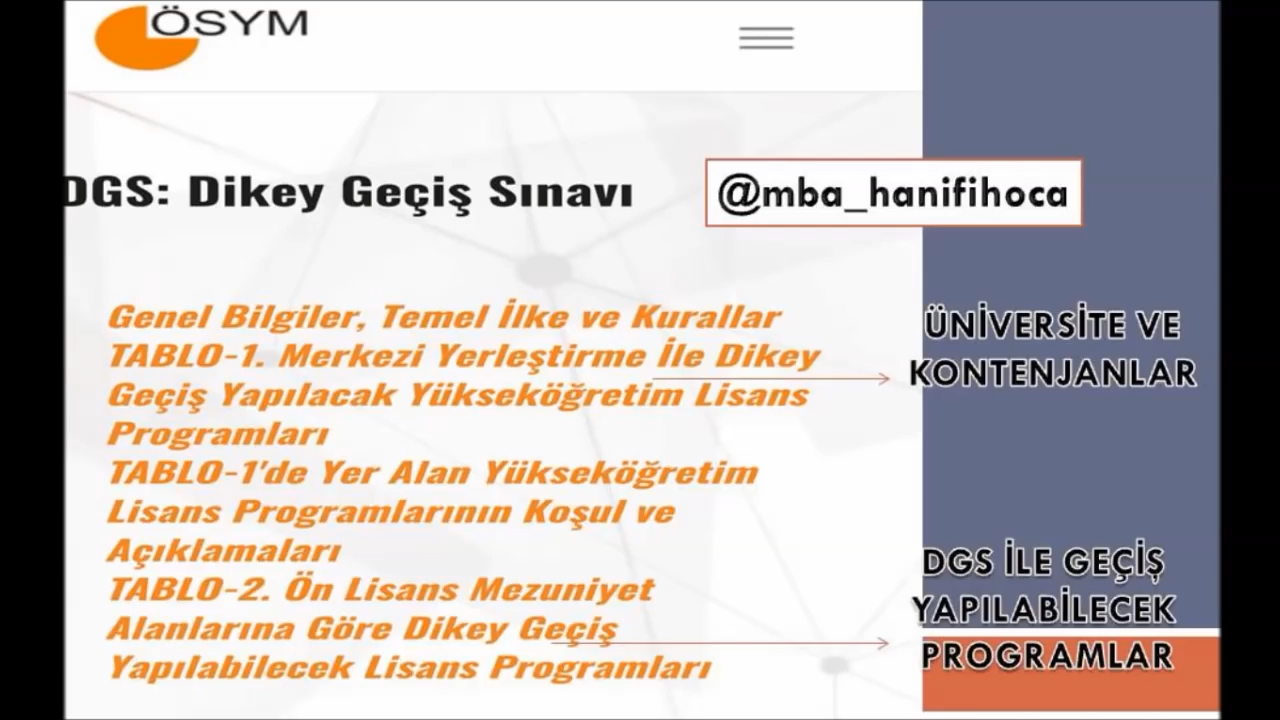 ÖSYM
DGS: Dikey Geçiş Sınavı
@mba_hanifihoca
Genel Bilgiler, Temel İlke ve Kurallar
TABLO-1. Merkezi Yerleştirme İle Dikey
Geçiş Yapılacak Yükseköğretim Lisans
Programları
TABLO-1'de Yer Alan Yükseköğretim
Lisans Programlarının Koşul ve
Açıklamaları
TABLO-2. Ön Lisans Mezuniyet
Alanlarına Göre Dikey Geçiş
Yapılabilecek Lisans Programları
ÜNİVERSİTE VE
KONTENJANLAR
DGS İLE GEÇİŞ
YAPILABİLECEK
PROGRAMLAR